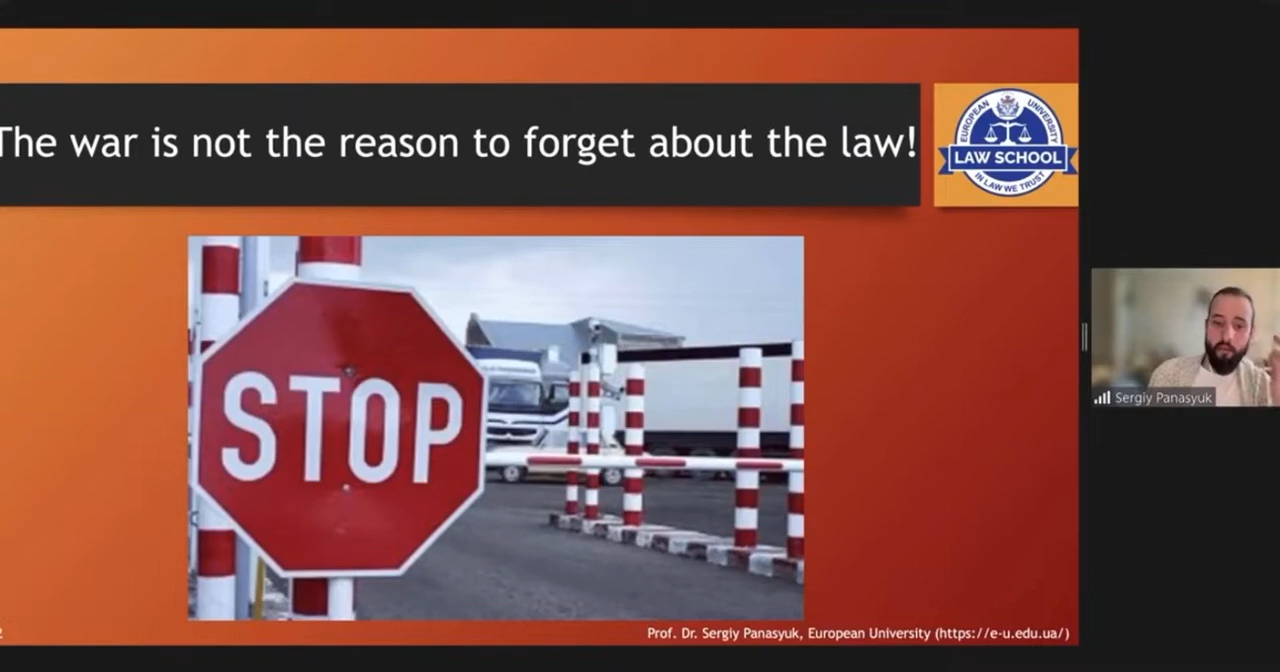 The war is not the reason to forget about the law!
EUROPEAN UNIVERSITY
LAW SCHOOL
IN LAW WE TRUST
STOP
Sergiy Panasyuk
2
Prof. Dr. Sergiy Panasyuk, European University (https://e-u.edu.ua/)